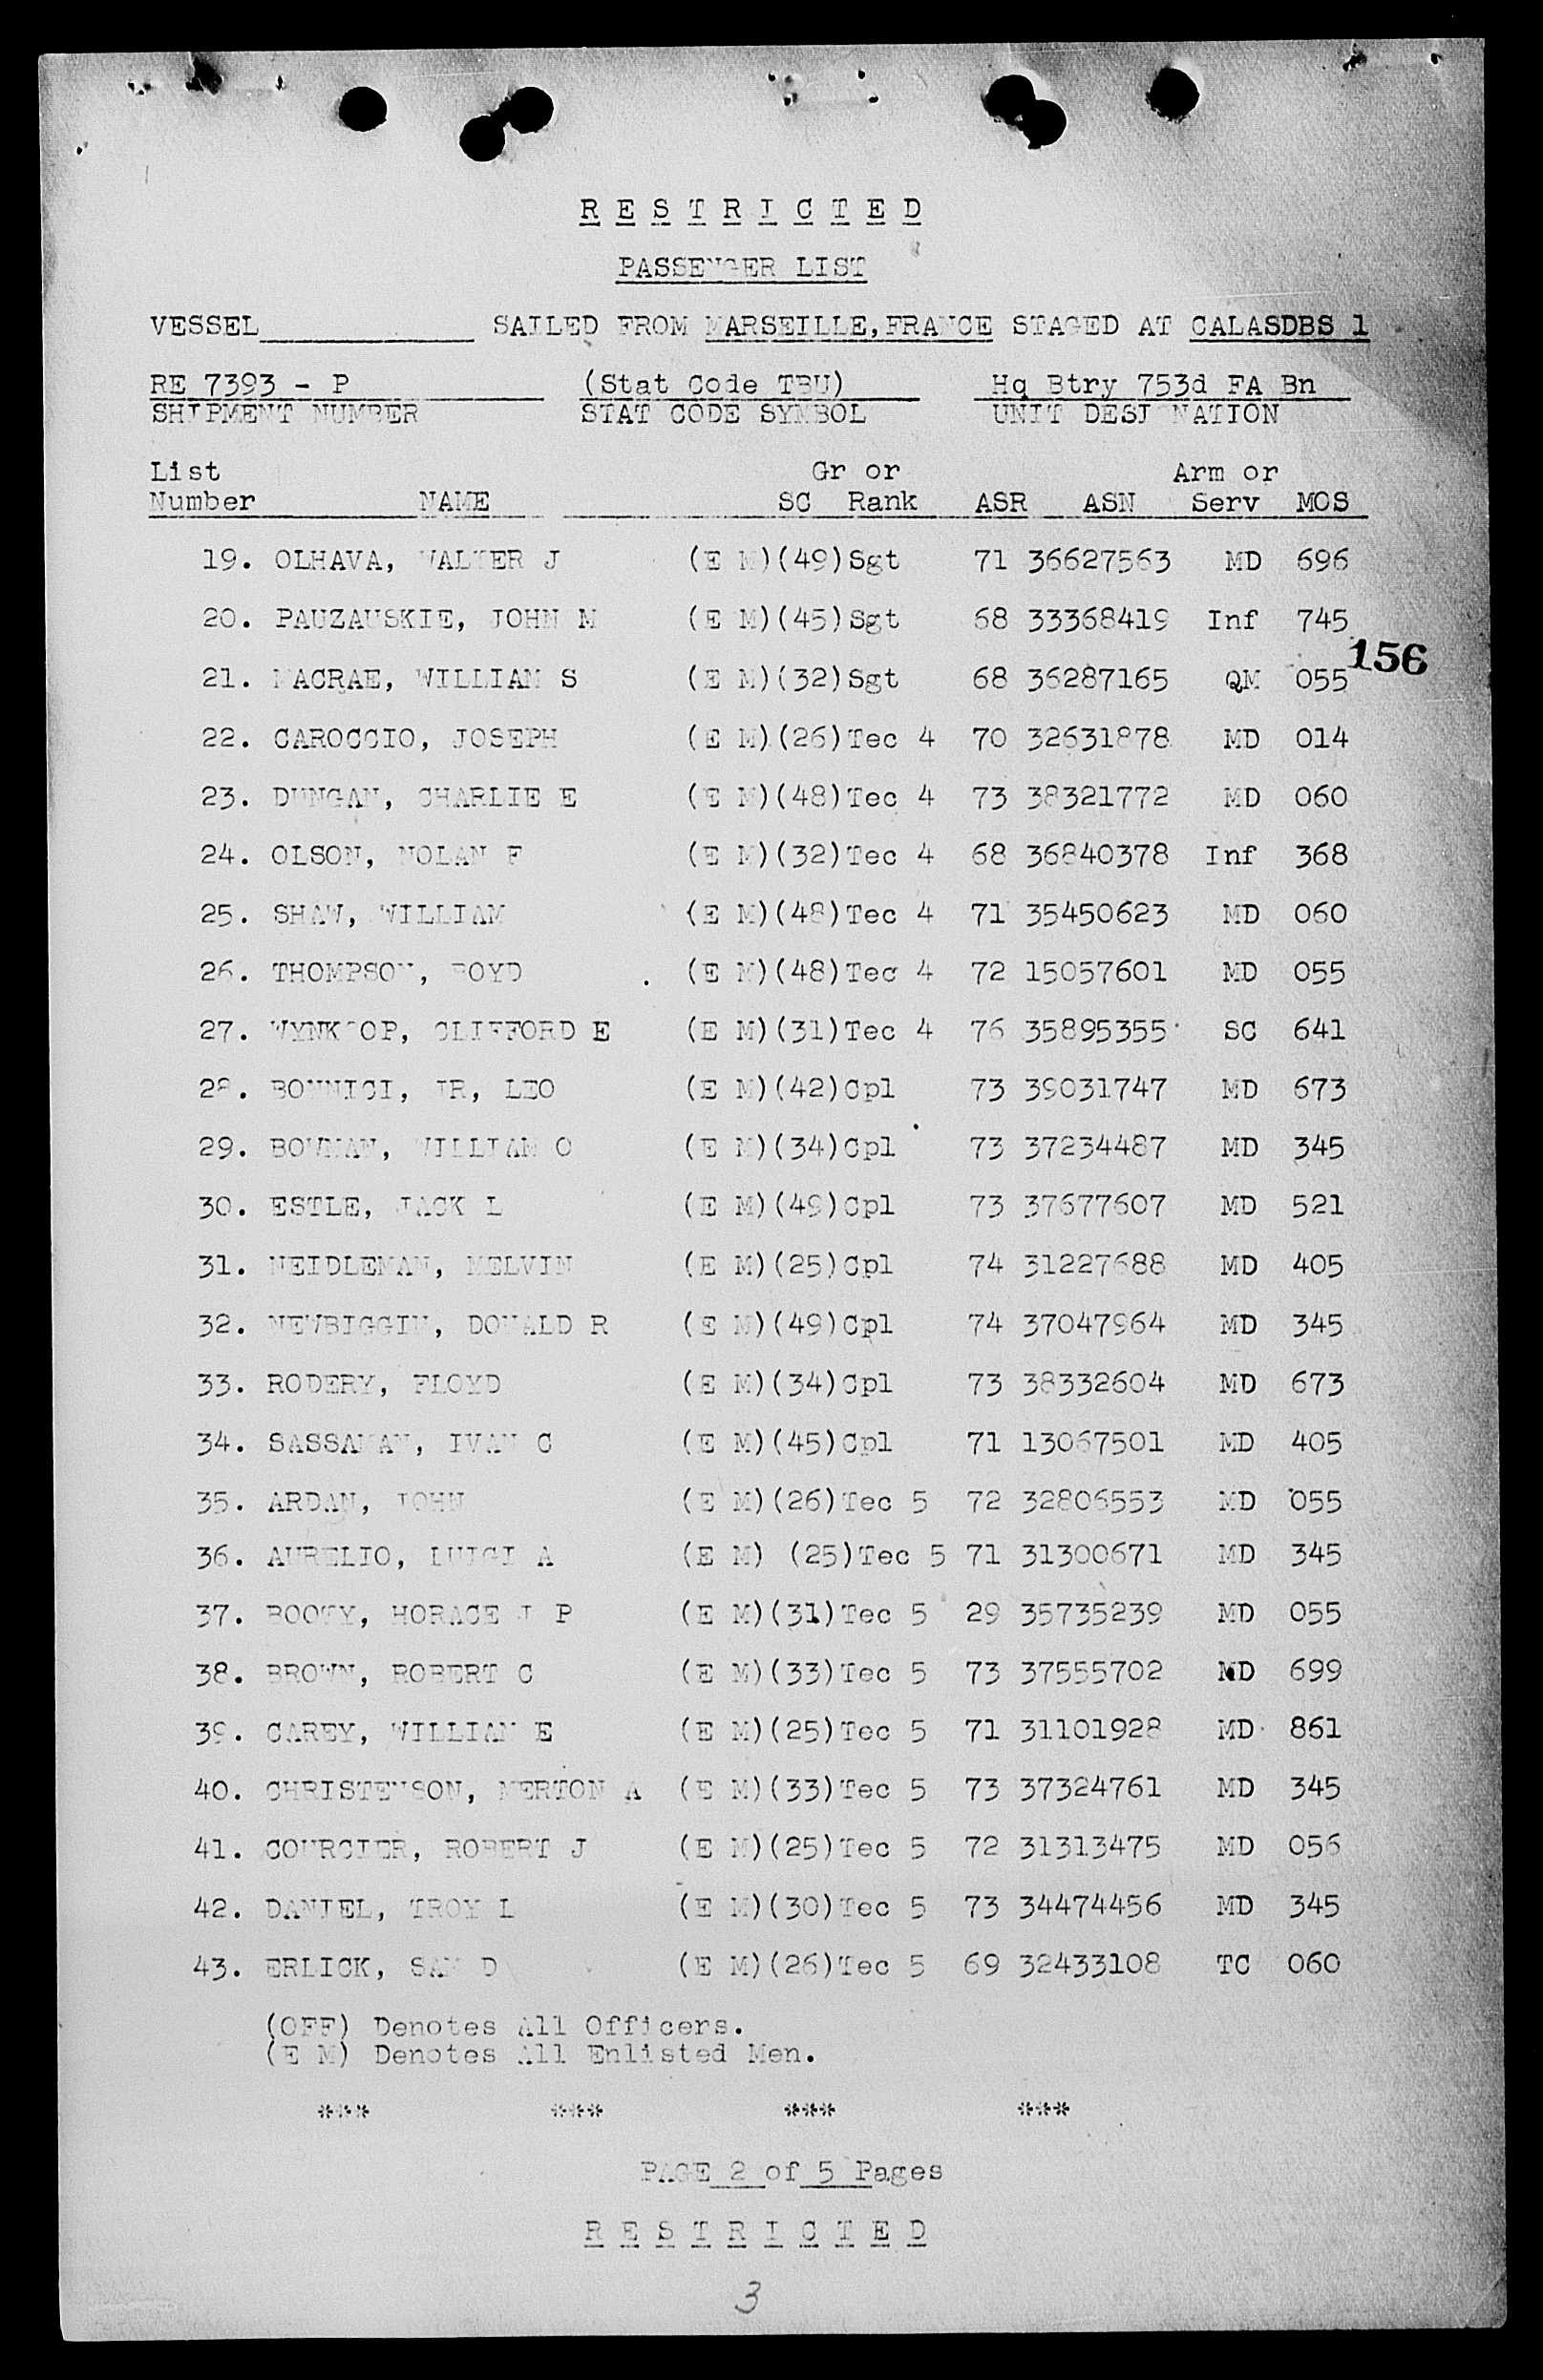 R E S T R I C T E D
PASSENGER LIST
VESSEL____________ SAILED FROM MARSEILLE,FRANCE STAGED AT CALASDBS 1
RE 7393 - P (Stat Code TBU) Hq Btry 753d FA Bn
SHIPMENT NUMBER STAT CODE SYMBOL UNIT DESIGNATION
List Gr or Arm or
Number NAME SC Rank ASR ASN Serv MOS
19. OLHAVA, WALTER J (E M)(49)Sgt 71 36627563 MD 696
20. PAUZAUSKIE, JOHN M (E M)(45)Sgt 68 33368419 Inf 745
156
21. MACRAE, WILLIAM S (E M)(32)Sgt 68 36287165 QM 055
22. CAROCCIO, JOSEPH (E M)(26)Tec 4 70 32631878 MD 014
23. DUNGAN, CHARLIE E (E M)(48)Tec 4 73 38321772 MD 060
24. OLSON, NOLAN F (E M)(32)Tec 4 68 36840378 Inf 368
25. SHAW, WILLIAM (E M)(48)Tec 4 71 35450623 MD 060
26. THOMPSON, BOYD (E M)(48)Tec 4 72 15057601 MD 055
27. WYNKOOP, CLIFFORD E (E M)(31)Tec 4 76 35895355 SC 641
28. BONNICI, JR, LEO (E M)(42)Cpl 73 39031747 MD 673
29. BOWMAN, WILLIAM O (E M)(34)Cpl 73 37234487 MD 345
30. ESTLE, JACK L (E M)(49)Cpl 73 37677607 MD 521
31. NEIDLEMAN, MELVIN (E M)(25)Cpl 74 31227688 MD 405
32. NEWBIGGIN, DONALD R (E M)(49)Cpl 74 37047964 MD 345
33. RODERY, FLOYD (E M)(34)Cpl 73 38332604 MD 673
34. SASSAMAN, IVAN C (E M)(45)Cpl 71 13067501 MD 405
35. ARDAN, JOHN (E M)(26)Tec 5 72 32806553 MD 055
36. AURELIO, LUIGI A (E M) (25)Tec 5 71 31300671 MD 345
37. BOOTY, HORACE J P (E M)(31)Tec 5 29 35735239 MD 055
38. BROWN, ROBERT C (E M)(33)Tec 5 73 37555702 MD 699
39. CAREY, WILLIAM E (E M)(25)Tec 5 71 31101928 MD 861
40. CHRISTENSON, MERTON A (E M)(33)Tec 5 73 37324761 MD 345
41. COURCIER, ROBERT J (E M)(25)Tec 5 72 31313475 MD 056
42. DANIEL, TROY L (E M)(30)Tec 5 73 34474456 MD 345
43. ERLICK, SAM D (E M)(26)Tec 5 69 32433108 TC 060
(OFF) Denotes All Officers.
(E M) Denotes All Enlisted Men.
*** *** *** ***
PAGE 2 of 5 Pages
R E S T R I C T E D
3